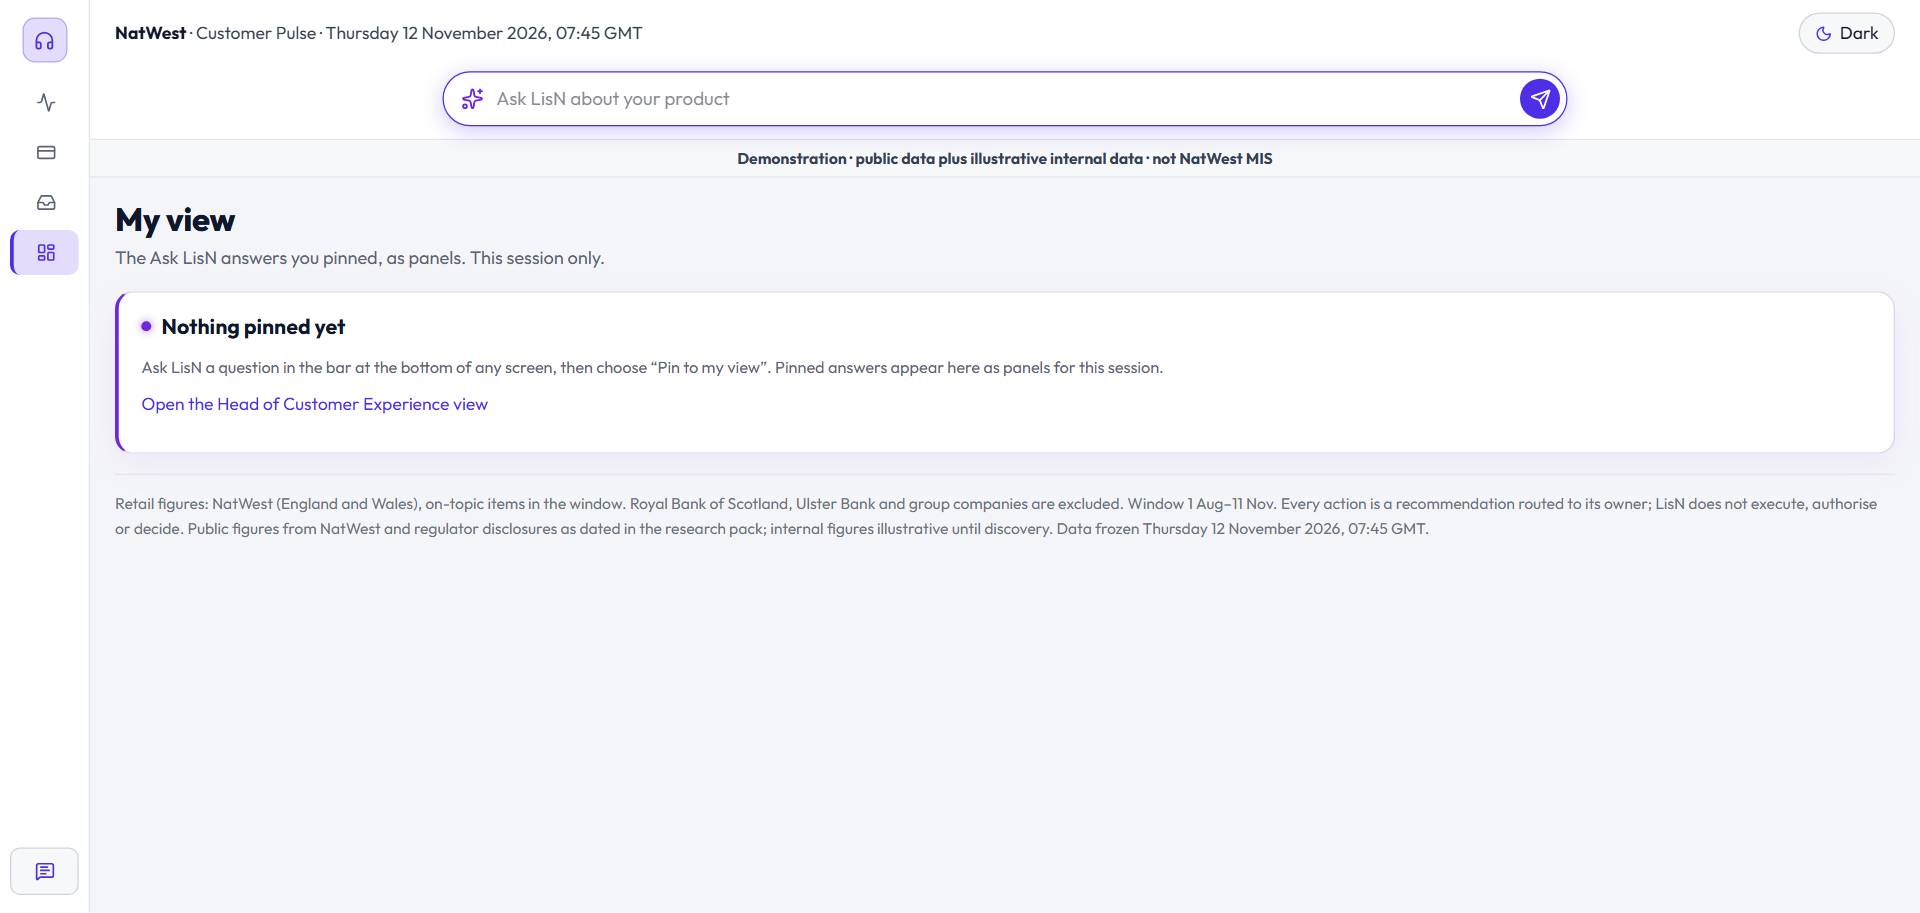 NatWest · Customer Pulse · Thursday 12 November 2026, 07:45 GMT
Dark
Ask LisN about your product
Demonstration · public data plus illustrative internal data · not NatWest MIS
My view
The Ask LisN answers you pinned, as panels. This session only.
Nothing pinned yet
Ask LisN a question in the bar at the bottom of any screen, then choose “Pin to my view”. Pinned answers appear here as panels for this session.
Open the Head of Customer Experience view
Retail figures: NatWest (England and Wales), on-topic items in the window. Royal Bank of Scotland, Ulster Bank and group companies are excluded. Window 1 Aug–11 Nov. Every action is a recommendation routed to its owner; LisN does not execute, authorise
or decide. Public figures from NatWest and regulator disclosures as dated in the research pack; internal figures illustrative until discovery. Data frozen Thursday 12 November 2026, 07:45 GMT.